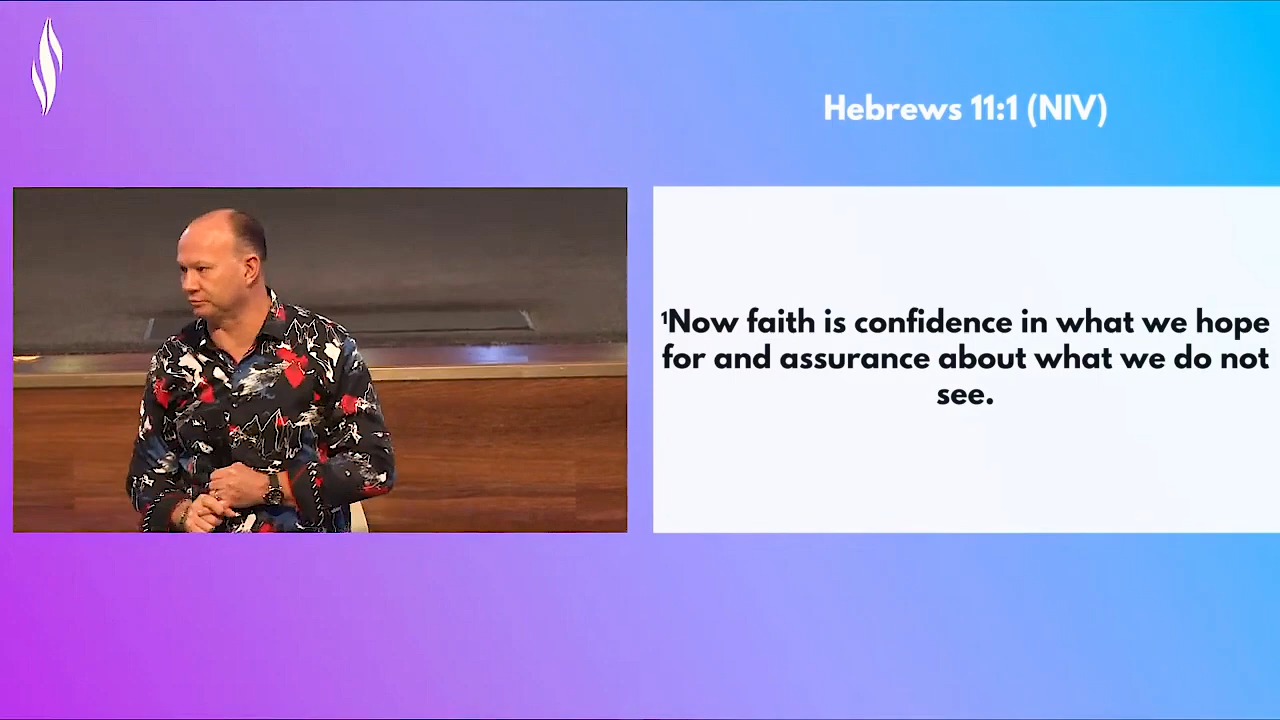 Hebrews 11:1 (NIV)
¹Now faith is confidence in what we hope
for and assurance about what we do not
see.